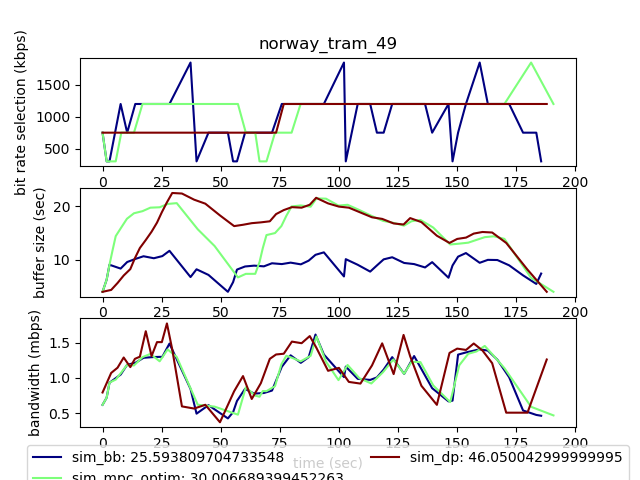 norway_tram_49
bit rate selection (kbps)
1500
1000
500
0 25 50 75 100 125 150 175 200
buffer size (sec)
20
10
0 25 50 75 100 125 150 175 200
bandwidth (mbps)
1.5
1.0
0.5
0 25 50 75 100 125 150 175 200
time (sec)
sim_bb: 25.593809704733548
sim_dp: 46.050042999999995
sim_mpc_optim: 30.006689399452263